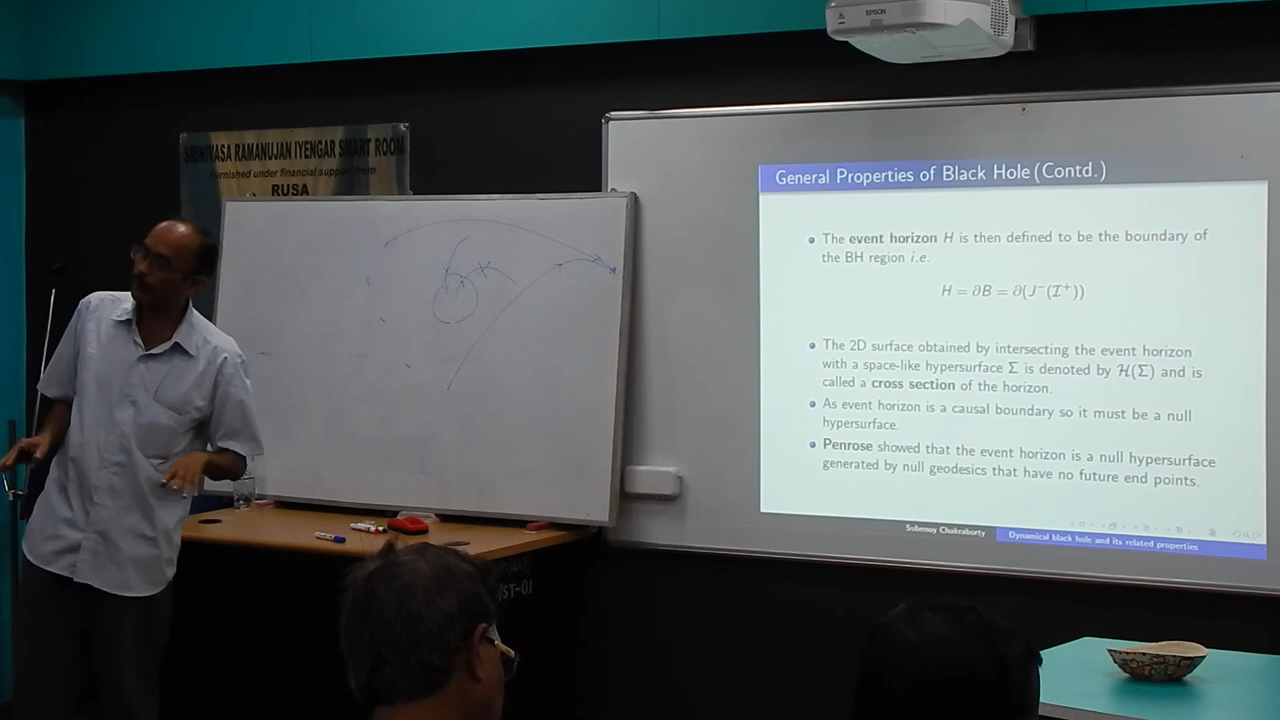 EPSON
SRINIVASA RAMANUJAN IYENGAR SMART ROOM
Furnished under financial support from
RUSA
General Properties of Black Hole(Contd.)
The event horizon H is then defined to be the boundary of
the BH region i.e.
H = ∂B = ∂(J⁻(I⁺))
The 2D surface obtained by intersecting the event horizon
with a space-like hypersurface Σ is denoted by H(Σ) and is
called a cross section of the horizon.
As event horizon is a causal boundary so it must be a null
hypersurface.
Penrose showed that the event horizon is a null hypersurface
generated by null geodesics that have no future end points.
Subenoy Chakraborty
Dynamical black hole and its related properties
/ST-01